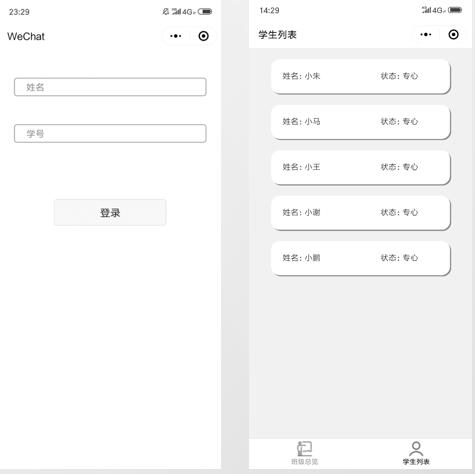 23:29
4G
WeChat
姓名
学号
登录
14:29
4G
学生列表
姓名：小朱 状态：专心
姓名：小马 状态：专心
姓名：小王 状态：专心
姓名：小谢 状态：专心
姓名：小鹏 状态：专心
班级总览 学生列表